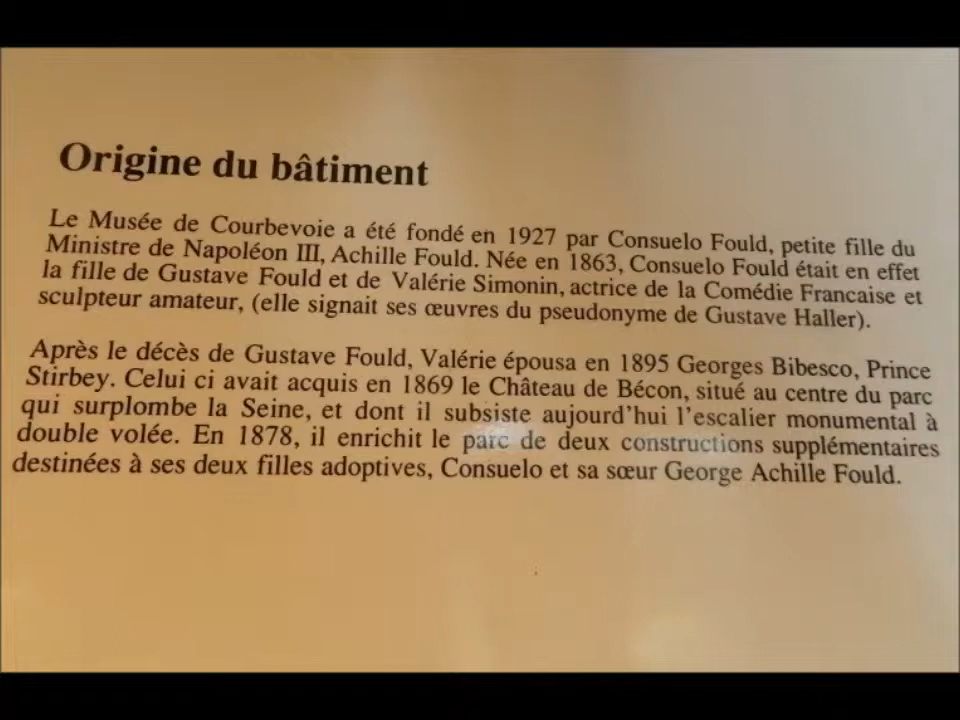 Origine du bâtiment
Le Musée de Courbevoie a été fondé en 1927 par Consuelo Fould, petite fille du
Ministre de Napoléon III, Achille Fould. Née en 1863, Consuelo Fould était en effet
la fille de Gustave Fould et de Valérie Simonin, actrice de la Comédie Francaise et
sculpteur amateur, (elle signait ses œuvres du pseudonyme de Gustave Haller).
Après le décès de Gustave Fould, Valérie épousa en 1895 Georges Bibesco, Prince
Stirbey. Celui ci avait acquis en 1869 le Château de Bécon, situé au centre du parc
qui surplombe la Seine, et dont il subsiste aujourd'hui l'escalier monumental à
double volée. En 1878, il enrichit le parc de deux constructions supplémentaires
destinées à ses deux filles adoptives, Consuelo et sa sœur George Achille Fould.